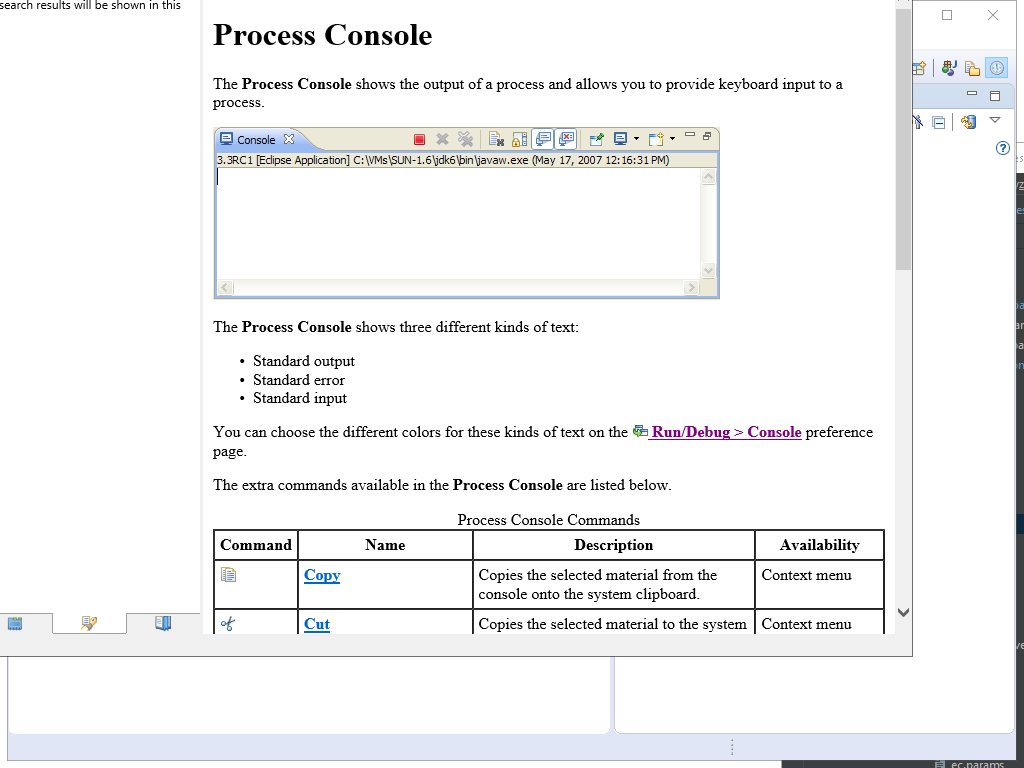 search results will be shown in this
Process Console
The Process Console shows the output of a process and allows you to provide keyboard input to a
process.
Console
3.3RC1 [Eclipse Application] C:\VMs\SUN-1.6\jdk6\bin\javaw.exe (May 17, 2007 12:16:31 PM)
The Process Console shows three different kinds of text:
• Standard output
• Standard error
• Standard input
You can choose the different colors for these kinds of text on the Run/Debug > Console preference
page.
The extra commands available in the Process Console are listed below.
Process Console Commands
Command Name Description Availability
Copy Copies the selected material from the Context menu
console onto the system clipboard.
Cut Copies the selected material to the system Context menu
ec.params